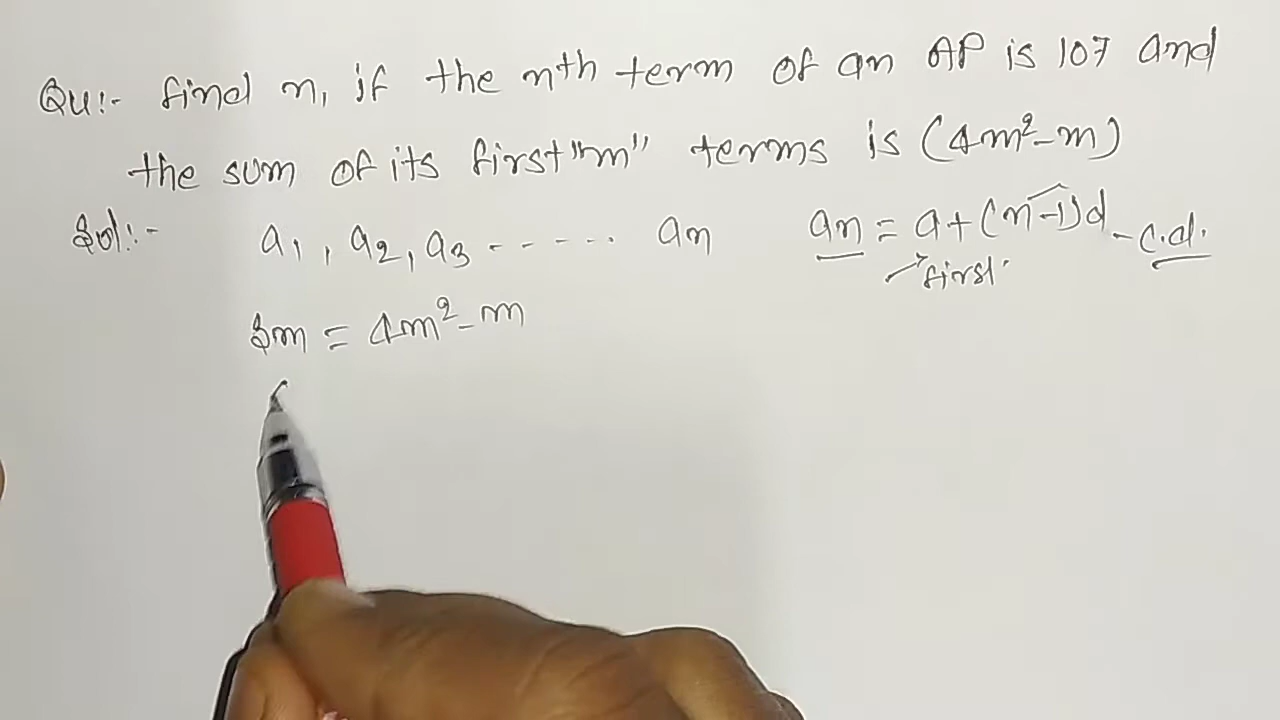 Qu:- find n, if the nth term of an AP is 107 and
the sum of its first "m" terms is (4m²-m)
Sol:- a1, a2, a3 ------ an an = a+(n-1)d - c.d.
first
Sm = 4m²-m